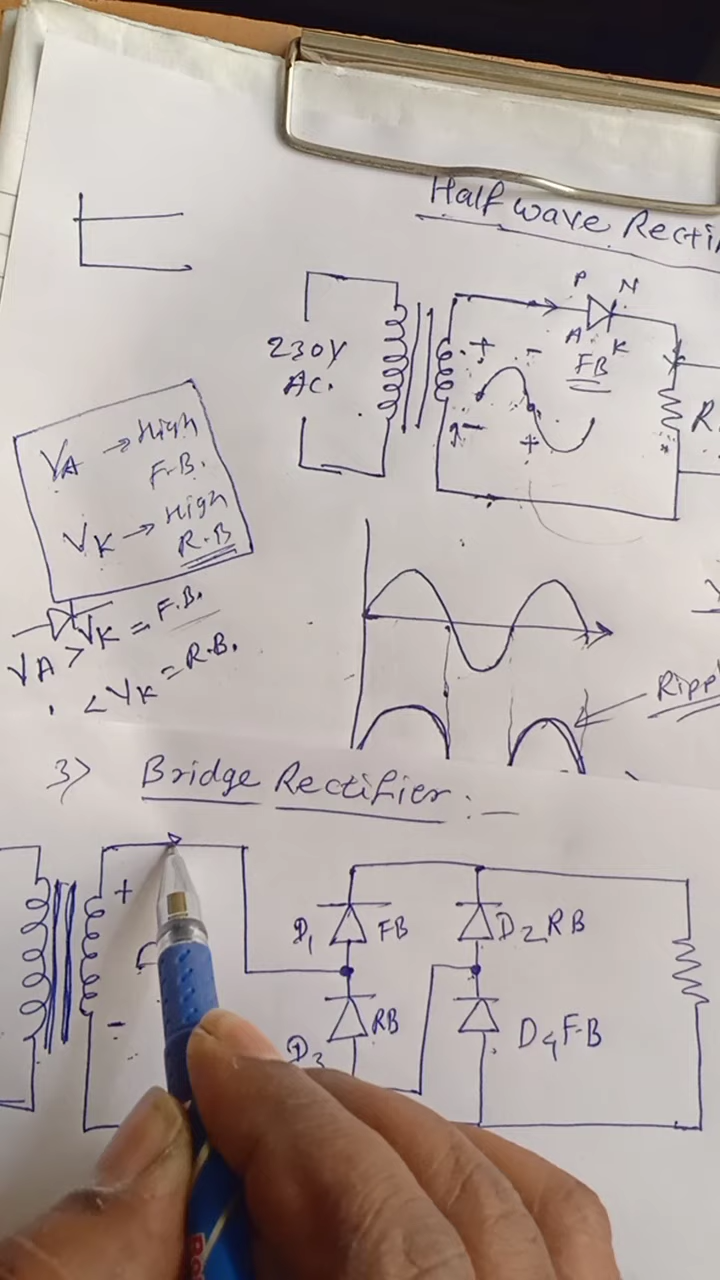 Half wave Recti
P N
230V
AC.
+ -
A K
FB
R
- +
VA → High
F.B.
VK → High
R.B
VA > VK = F.B.
< VK = R.B.
Rippl
3) Bridge Rectifier :-
+
D1 FB D2 RB
-
D3 RB D4 F-B